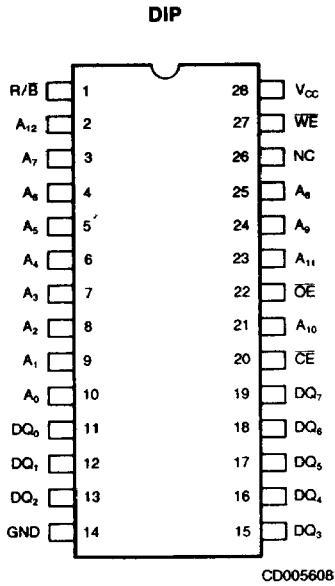 DIP
R/B̅ 1 28 V_CC
A₁₂ 2 27 W̅E̅
A₇ 3 26 NC
A₆ 4 25 A₈
A₅ 5 24 A₉
A₄ 6 23 A₁₁
A₃ 7 22 O̅E̅
A₂ 8 21 A₁₀
A₁ 9 20 C̅E̅
A₀ 10 19 DQ₇
DQ₀ 11 18 DQ₆
DQ₁ 12 17 DQ₅
DQ₂ 13 16 DQ₄
GND 14 15 DQ₃
CD005608